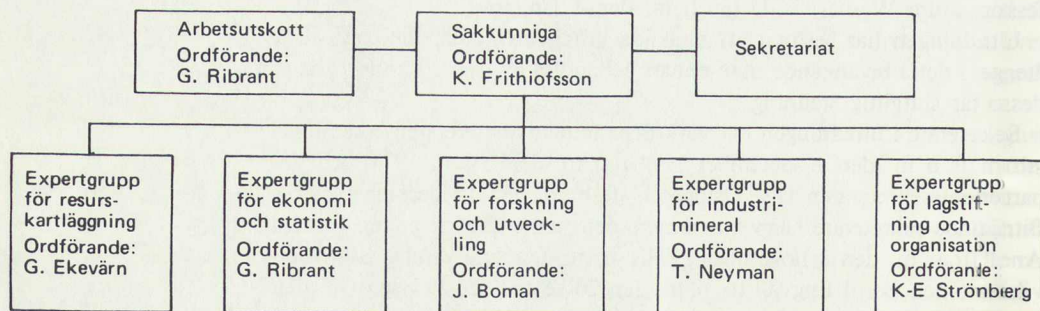 Arbetsutskott
Ordförande:
G. Ribrant
Sakkunniga
Ordförande:
K. Frithiofsson
Sekretariat
Expertgrupp
för resurs-
kartläggning
Ordförande:
G. Ekevärn
Expertgrupp
för ekonomi
och statistik
Ordförande:
G. Ribrant
Expertgrupp
för forskning
och utveck-
ling
Ordförande:
J. Boman
Expertgrupp
för industri-
mineral
Ordförande:
T. Neyman
Expertgrupp
för lagstift-
ning och
organisation
Ordförande:
K-E Strömberg